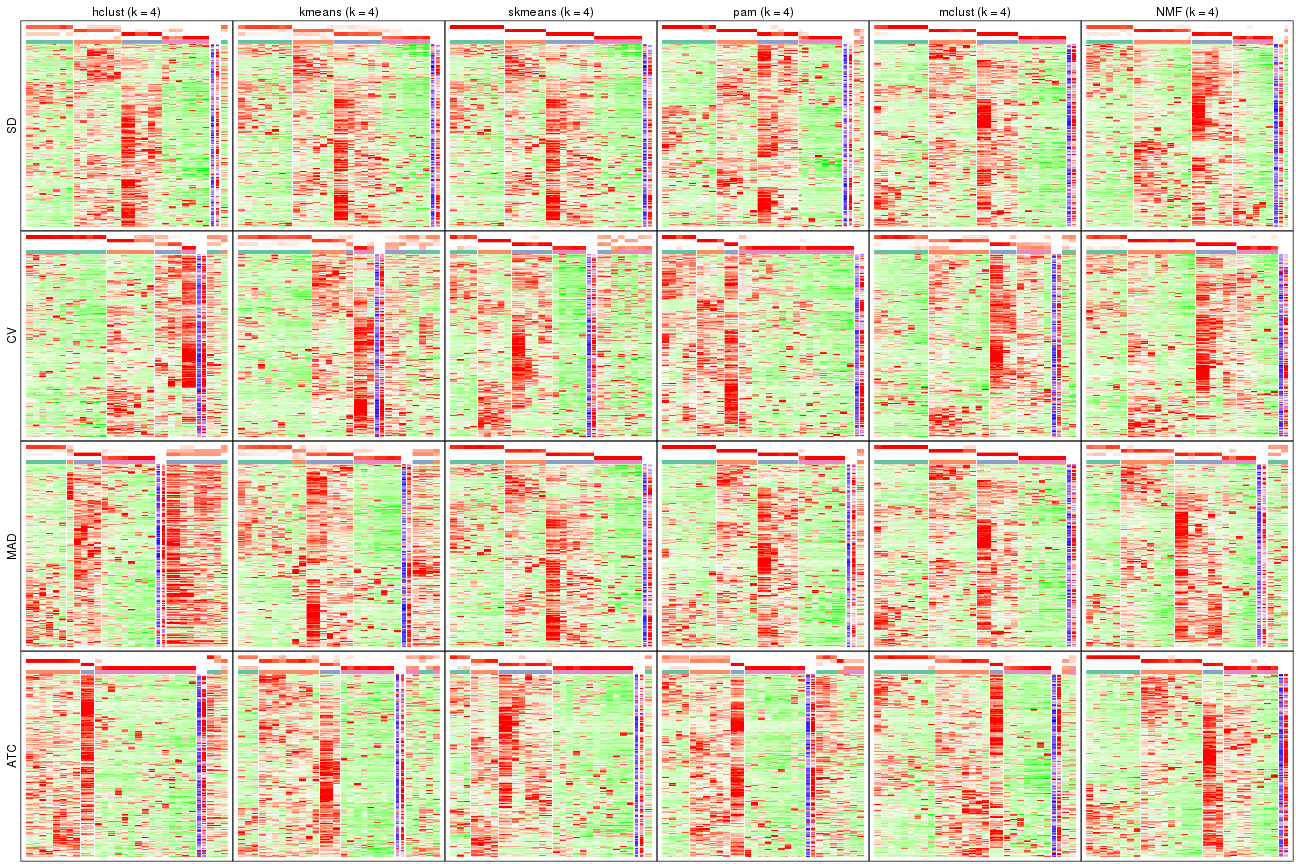 hclust (k = 4)
kmeans (k = 4)
skmeans (k = 4)
pam (k = 4)
mclust (k = 4)
NMF (k = 4)
SD
CV
MAD
ATC